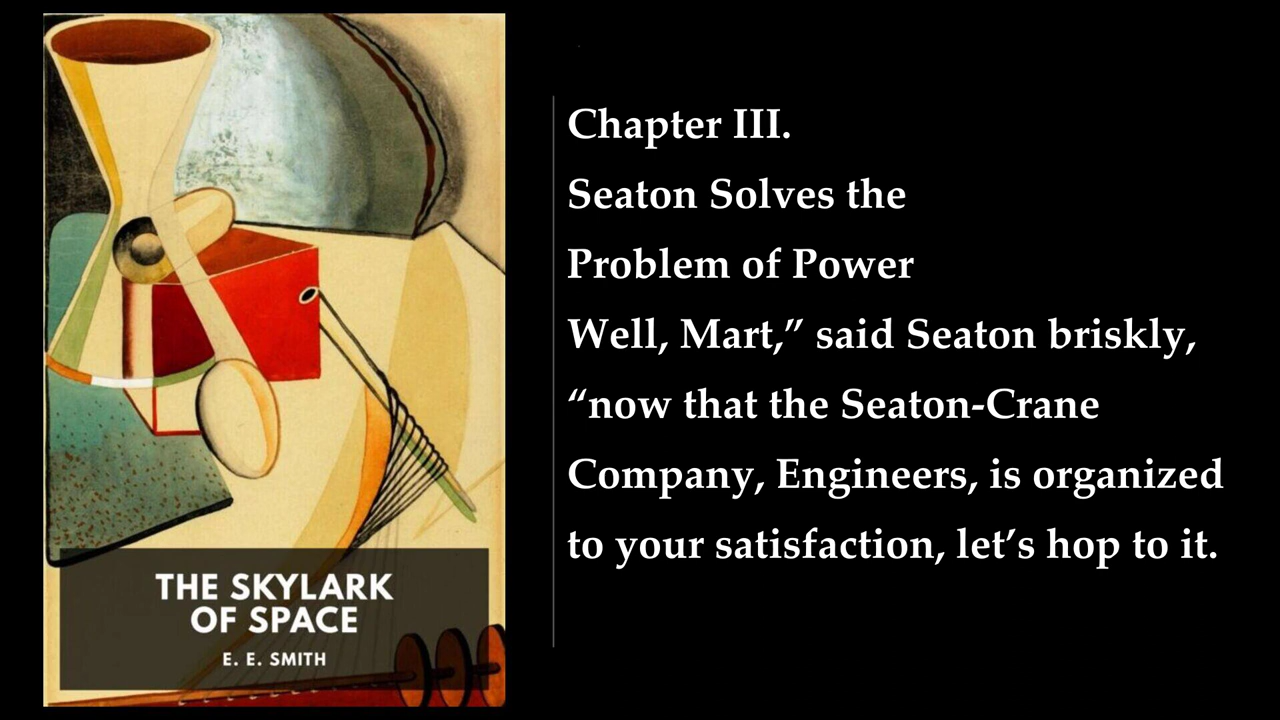 THE SKYLARK
OF SPACE
E. E. SMITH
Chapter III.
Seaton Solves the
Problem of Power
Well, Mart,” said Seaton briskly,
“now that the Seaton-Crane
Company, Engineers, is organized
to your satisfaction, let’s hop to it.